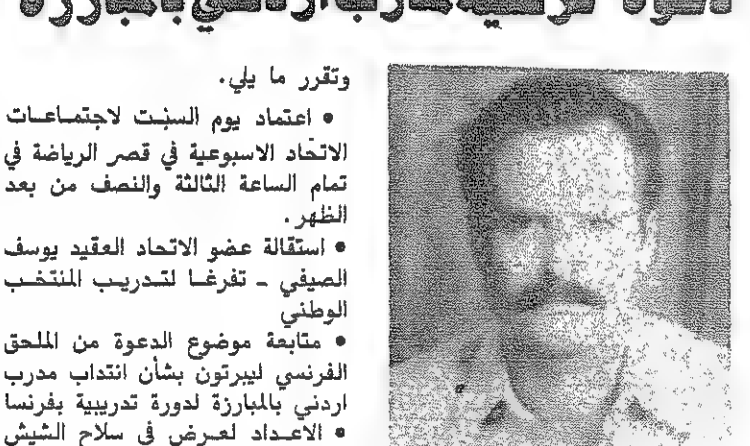 وتقرر ما يلي.
• اعتماد يوم السبت لاجتماعات
الاتحاد الاسبوعية في قصر الرياضة في
تمام الساعة الثالثة والنصف من بعد
الظهر.
• استقالة عضو الاتحاد العقيد يوسف
الصيفي ـ تفرغا لتدريب المنتخب
الوطني
• متابعة موضوع الدعوة من الملحق
الفرنسي ليبرتون بشأن انتداب مدرب
اردني بالمبارزة لدورة تدريبية بفرنسا
• الاعداد لعرض في سلاح الشيش